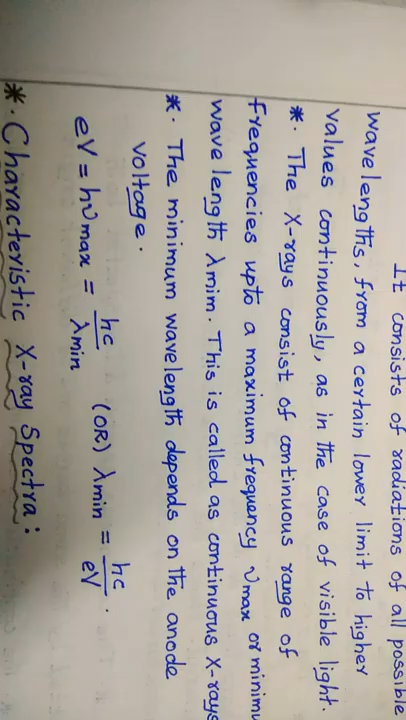 It consists of radiations of all possible
wavelengths, from a certain lower limit to higher
values continuously, as in the case of visible light.
*. The X-rays consist of continuous range of
frequencies upto a maximum frequency νmax or minimu
wave length λmim. This is called as continuous X-rays
*. The minimum wavelength depends on the anode
voltage.
eV = hνmax = hc/λmin (OR) λmin = hc/eV.
*. Characteristic X-ray Spectra: